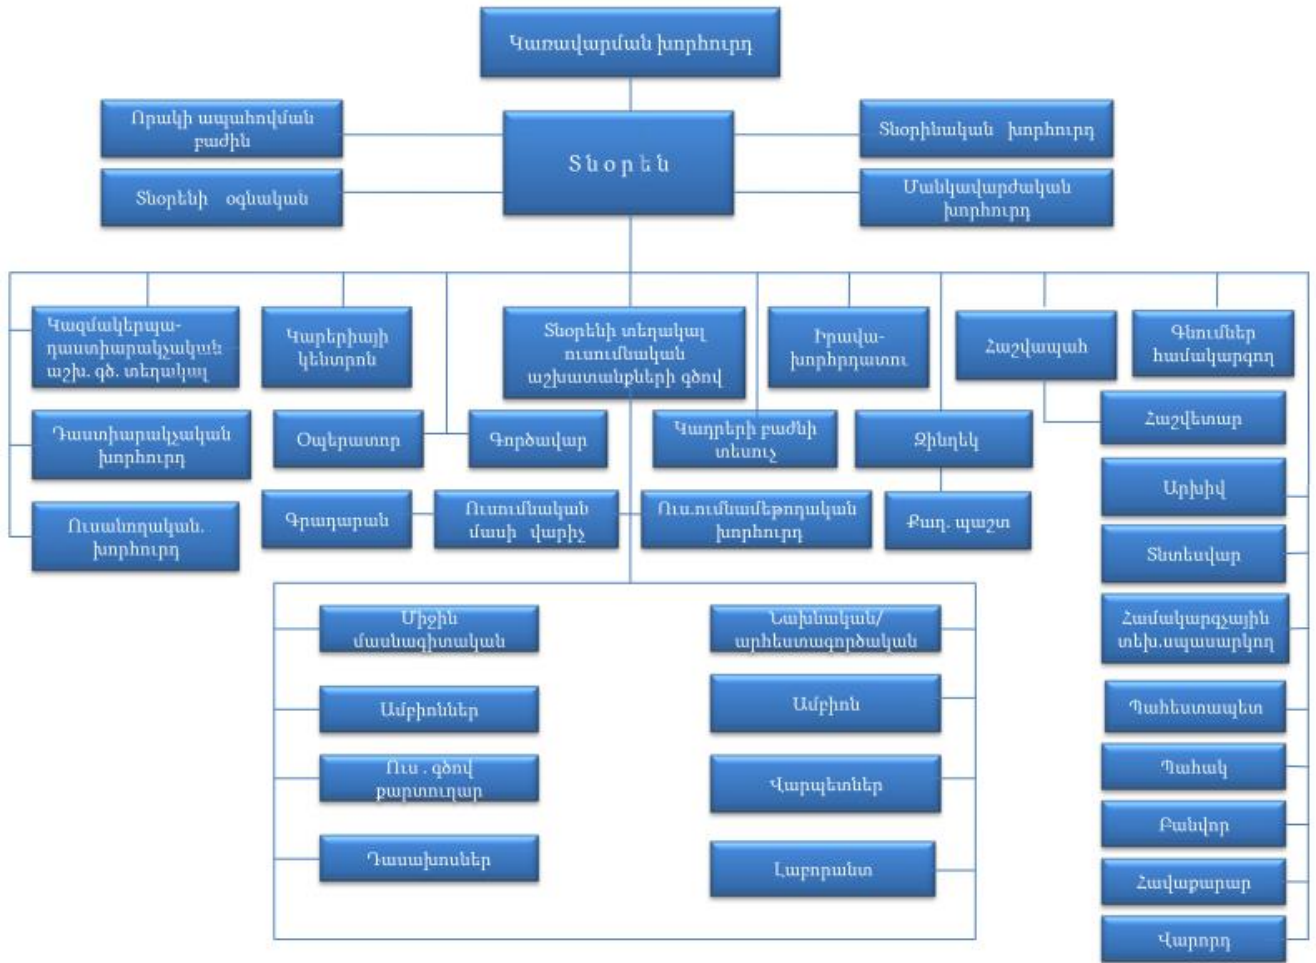 Կառավարման խորհուրդ
Որակի ապահովման
բաժին
Տնօրինական խորհուրդ
Տնօրեն
Տնօրենի օգնական
Մանկավարժական
խորհուրդ
Կազմակերպա-
դաստիարակչական
աշխ. գծ. տեղակալ
Կարերիայի
կենտրոն
Տնօրենի տեղակալ
ուսումնական
աշխատանքների գծով
Իրավա-
խորհրդատու
Հաշվապահ
Գնումներ
համակարգող
Դաստիարակչական
խորհուրդ
Օպերատոր
Գործավար
Կադրերի բաժնի
տեսուչ
Զինղեկ
Հաշվետար
Ուսանողական.
խորհուրդ
Գրադարան
Ուսումնական
մասի վարիչ
Ուս.ումնամեթոդական
խորհուրդ
Քաղ. պաշտ
Արխիվ
Տնտեսվար
Միջին
մասնագիտական
Նախնական/
արհեստագործական
Համակարգչային
տեխ.սպասարկող
Ամբիոններ
Ամբիոն
Պահեստապետ
Ուս . գծով
քարտուղար
Վարպետներ
Պահակ
Բանվոր
Դասախոսներ
Լաբորանտ
Հավաքարար
Վարորդ